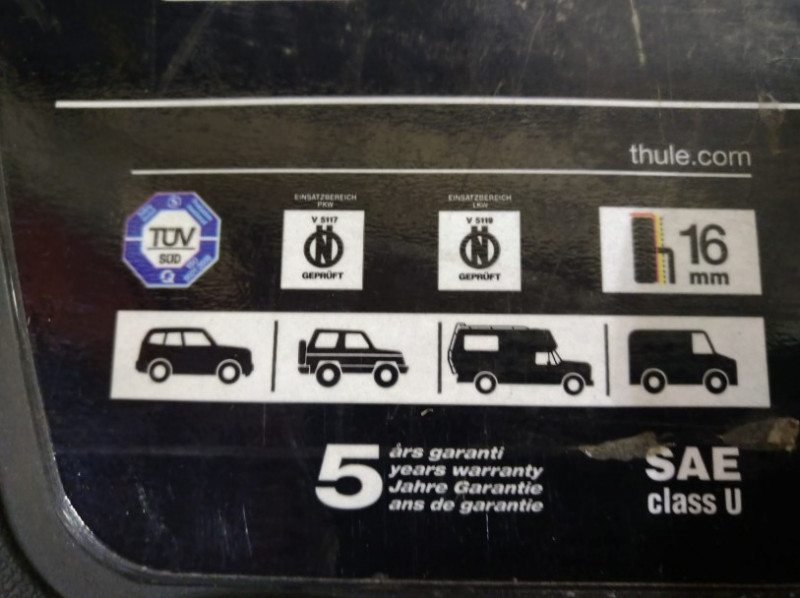 thule.com
TÜV
SÜD
EINSATZBEREICH
PKW
V 5117
N
GEPRÜFT
EINSATZBEREICH
LKW
V 5119
N
GEPRÜFT
16
mm
5
års garanti
years warranty
Jahre Garantie
ans de garantie
SAE
class U